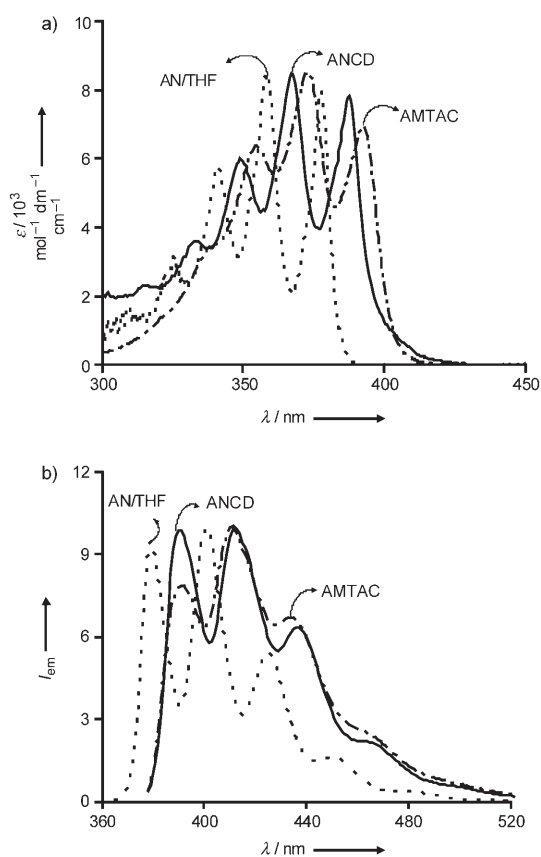 a)
10
8
6
4
2
0
ε / 10³
mol⁻¹ dm⁻¹
cm⁻¹
AN/THF
ANCD
AMTAC
300
350
400
450
λ / nm
b)
12
9
6
3
0
I em
AN/THF
ANCD
AMTAC
360
400
440
480
520
λ / nm